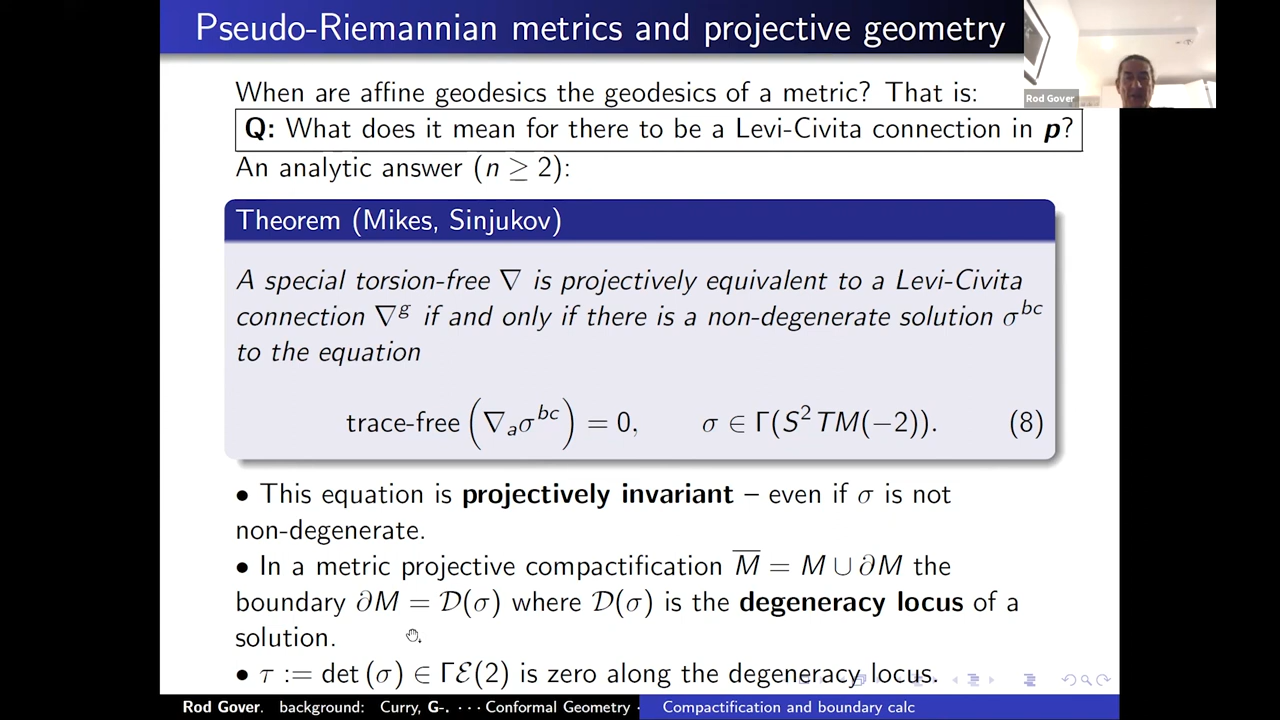 Pseudo-Riemannian metrics and projective geometry
Rod Gover
When are affine geodesics the geodesics of a metric? That is:
Q: What does it mean for there to be a Levi-Civita connection in p?
An analytic answer (n ≥ 2):
Theorem (Mikes, Sinjukov)
A special torsion-free ∇ is projectively equivalent to a Levi-Civita
connection ∇^g if and only if there is a non-degenerate solution σ^{bc}
to the equation
trace-free (∇_a σ^{bc}) = 0, σ ∈ Γ(S² TM(−2)). (8)
• This equation is projectively invariant – even if σ is not
non-degenerate.
• In a metric projective compactification M̅ = M ∪ ∂M the
boundary ∂M = 𝒟(σ) where 𝒟(σ) is the degeneracy locus of a
solution.
• τ := det (σ) ∈ Γℰ(2) is zero along the degeneracy locus.
Rod Gover. background: Curry, G-. ··· Conformal Geometry · Compactification and boundary calc